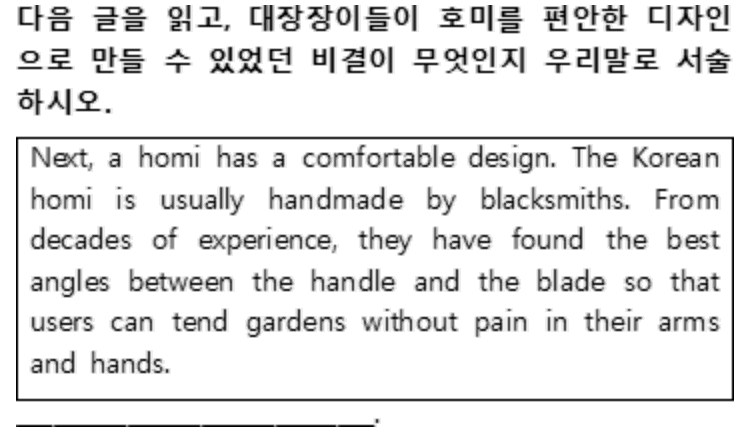 다음 글을 읽고, 대장장이들이 호미를 편안한 디자인
으로 만들 수 있었던 비결이 무엇인지 우리말로 서술
하시오.
Next, a homi has a comfortable design. The Korean
homi is usually handmade by blacksmiths. From
decades of experience, they have found the best
angles between the handle and the blade so that
users can tend gardens without pain in their arms
and hands.
____________________________.